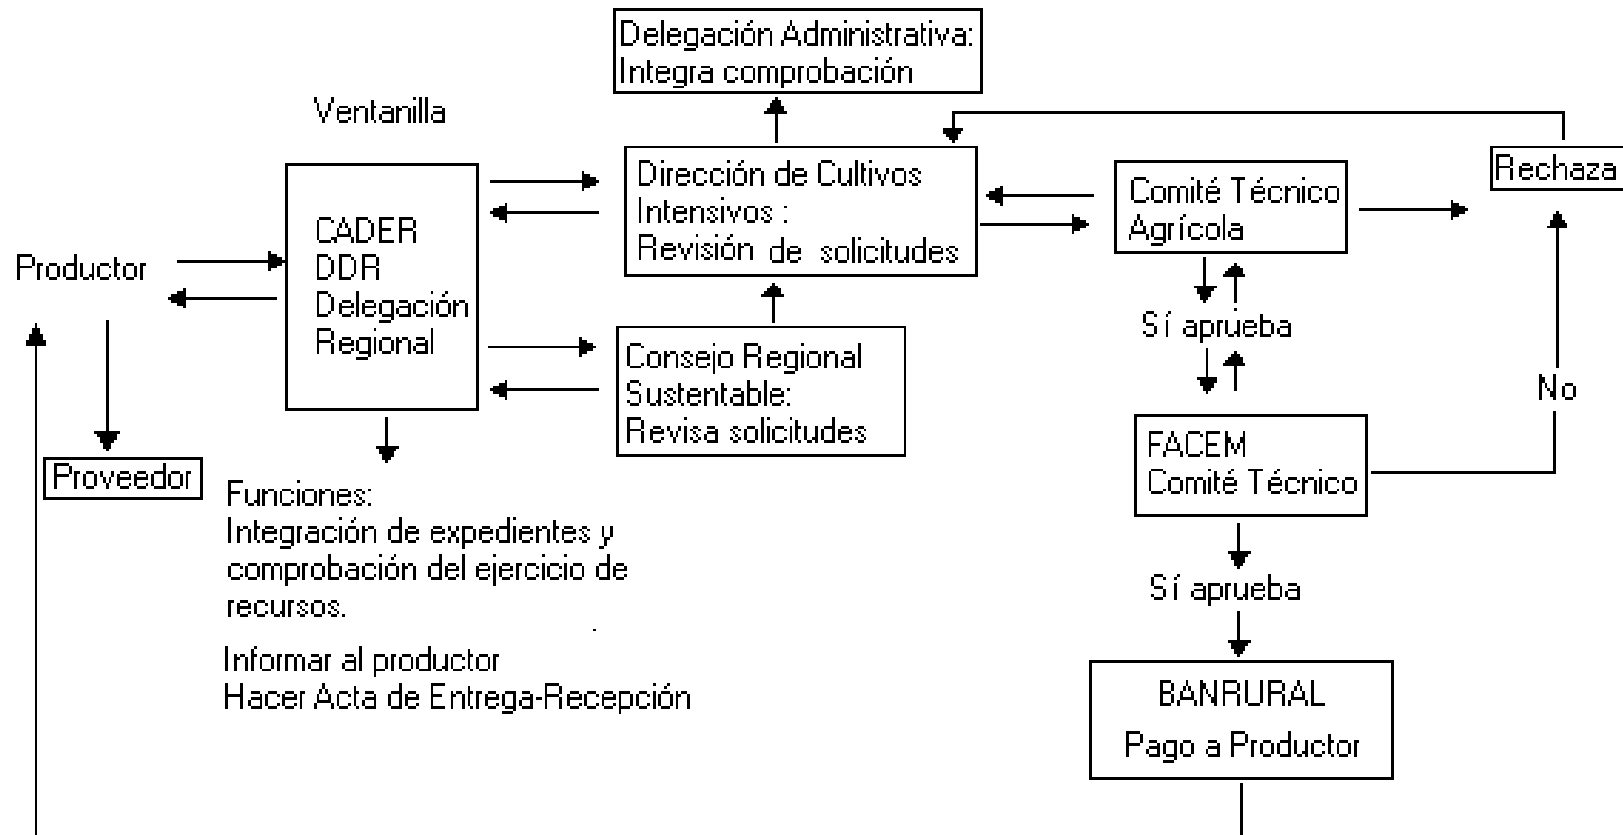 Delegación Administrativa:
Integra comprobación
Ventanilla
CADER
DDR
Delegación
Regional
Productor
Proveedor
Dirección de Cultivos
Intensivos :
Revisión de solicitudes
Consejo Regional
Sustentable:
Revisa solicitudes
Funciones:
Integración de expedientes y
comprobación del ejercicio de
recursos.
Informar al productor
Hacer Acta de Entrega-Recepción
Comité Técnico
Agrícola
Rechaza
Sí aprueba
No
FACEM
Comité Técnico
Sí aprueba
BANRURAL
Pago a Productor